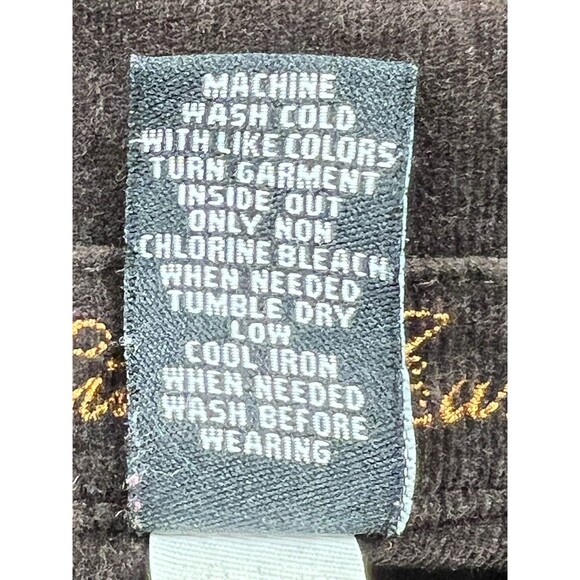 MACHINE
WASH COLD
WITH LIKE COLORS
TURN GARMENT
INSIDE OUT
ONLY NON
CHLORINE BLEACH
WHEN NEEDED
TUMBLE DRY
LOW
COOL IRON
WHEN NEEDED
WASH BEFORE
WEARING